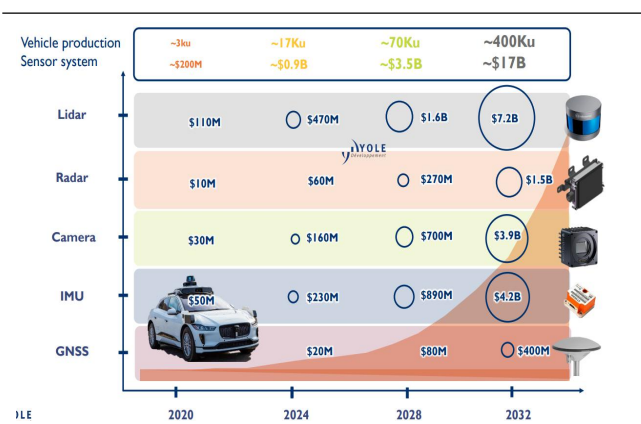 Vehicle production ~3ku ~17Ku ~70Ku ~400Ku
Sensor system ~$200M ~$0.9B ~$3.5B ~$17B
Lidar $110M $470M $1.6B $7.2B
YOLE
Développement
Radar $10M $60M $270M $1.5B
Camera $30M $160M $700M $3.9B
IMU $50M $230M $890M $4.2B
GNSS $20M $80M $400M
2020 2024 2028 2032
OLE